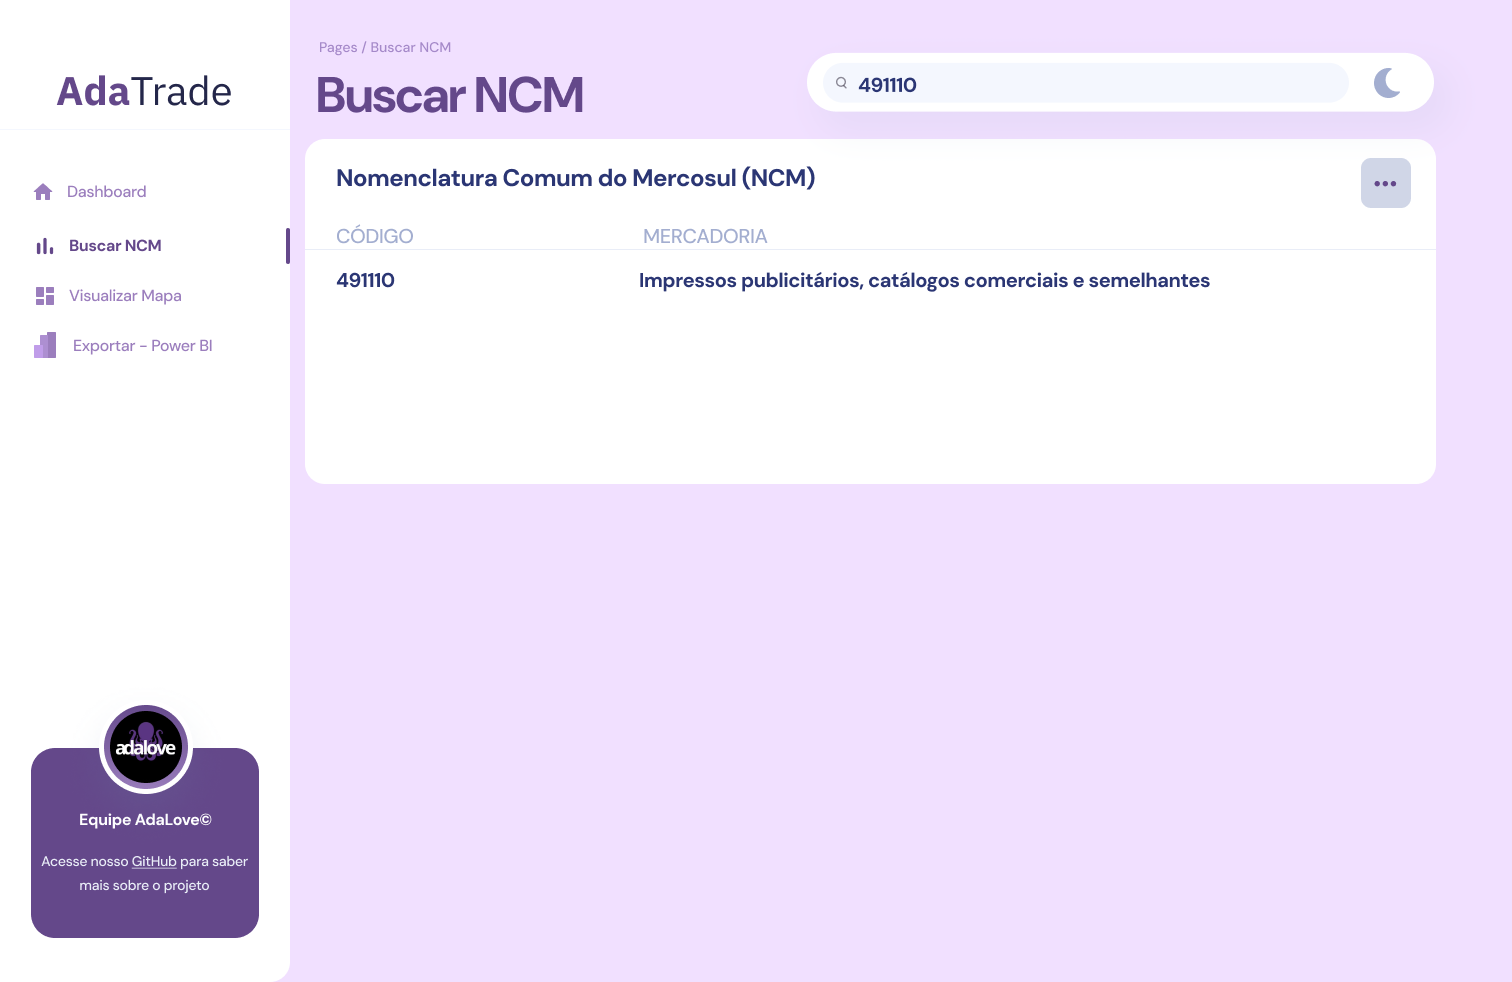 AdaTrade
Dashboard
Buscar NCM
Visualizar Mapa
Exportar - Power BI
adalove
Equipe AdaLove©
Acesse nosso GitHub para saber
mais sobre o projeto
Pages / Buscar NCM
Buscar NCM
491110
Nomenclatura Comum do Mercosul (NCM)
CÓDIGO MERCADORIA
491110 Impressos publicitários, catálogos comerciais e semelhantes